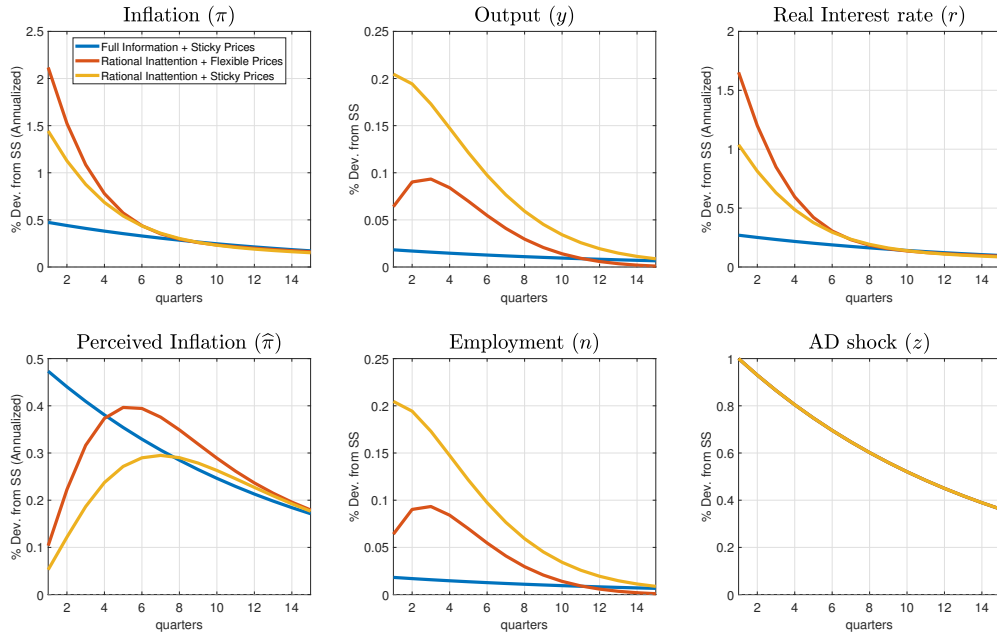 Inflation (π)
% Dev. from SS (Annualized)
2.5
2
1.5
1
0.5
0
Full Information + Sticky Prices
Rational Inattention + Flexible Prices
Rational Inattention + Sticky Prices
2 4 6 8 10 12 14
quarters
Output (y)
% Dev. from SS
0.25
0.2
0.15
0.1
0.05
0
2 4 6 8 10 12 14
quarters
Real Interest rate (r)
% Dev. from SS (Annualized)
2
1.5
1
0.5
0
2 4 6 8 10 12 14
quarters
Perceived Inflation (π̂)
% Dev. from SS (Annualized)
0.5
0.4
0.3
0.2
0.1
0
2 4 6 8 10 12 14
quarters
Employment (n)
% Dev. from SS
0.25
0.2
0.15
0.1
0.05
0
2 4 6 8 10 12 14
quarters
AD shock (z)
% Dev. from SS
1
0.8
0.6
0.4
0.2
0
2 4 6 8 10 12 14
quarters